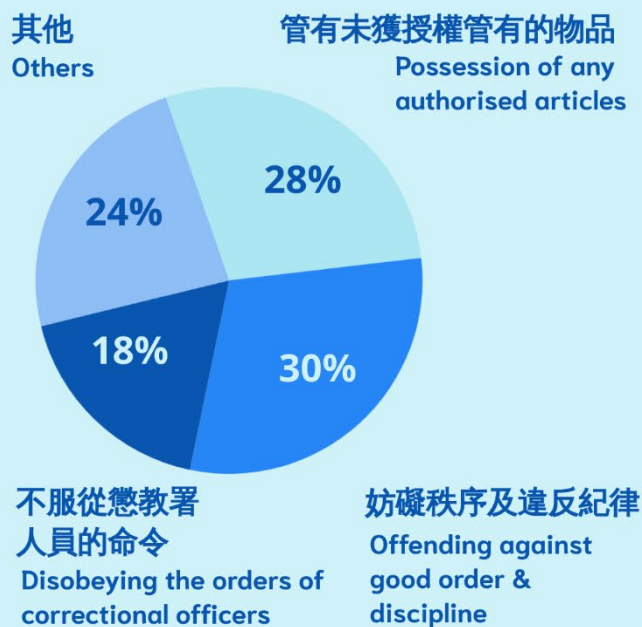 其他
Others
管有未獲授權管有的物品
Possession of any
authorised articles
28%
24%
18%
30%
不服從懲教署
人員的命令
Disobeying the orders of
correctional officers
妨礙秩序及違反紀律
Offending against
good order &
discipline